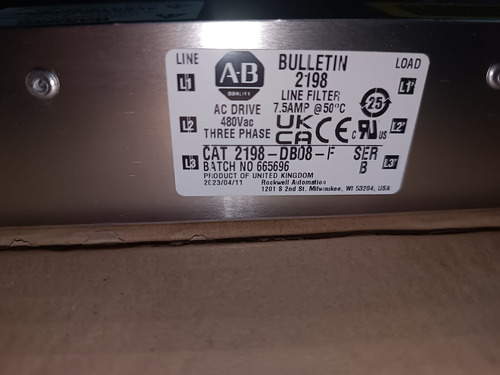 LINE
A-B
QUALITY
BULLETIN
2198
LOAD
L1
LINE FILTER
7.5AMP @50°C
25
L1'
AC DRIVE
480Vac
THREE PHASE
L2
UK
CA
CE
c RU us
L2'
L3
CAT 2198-DB08-F
SER
B
L3'
BATCH NO 665696
PRODUCT OF UNITED KINGDOM
2023/04/11
Rockwell Automation
1201 S 2nd St. Milwaukee, WI 53204, USA